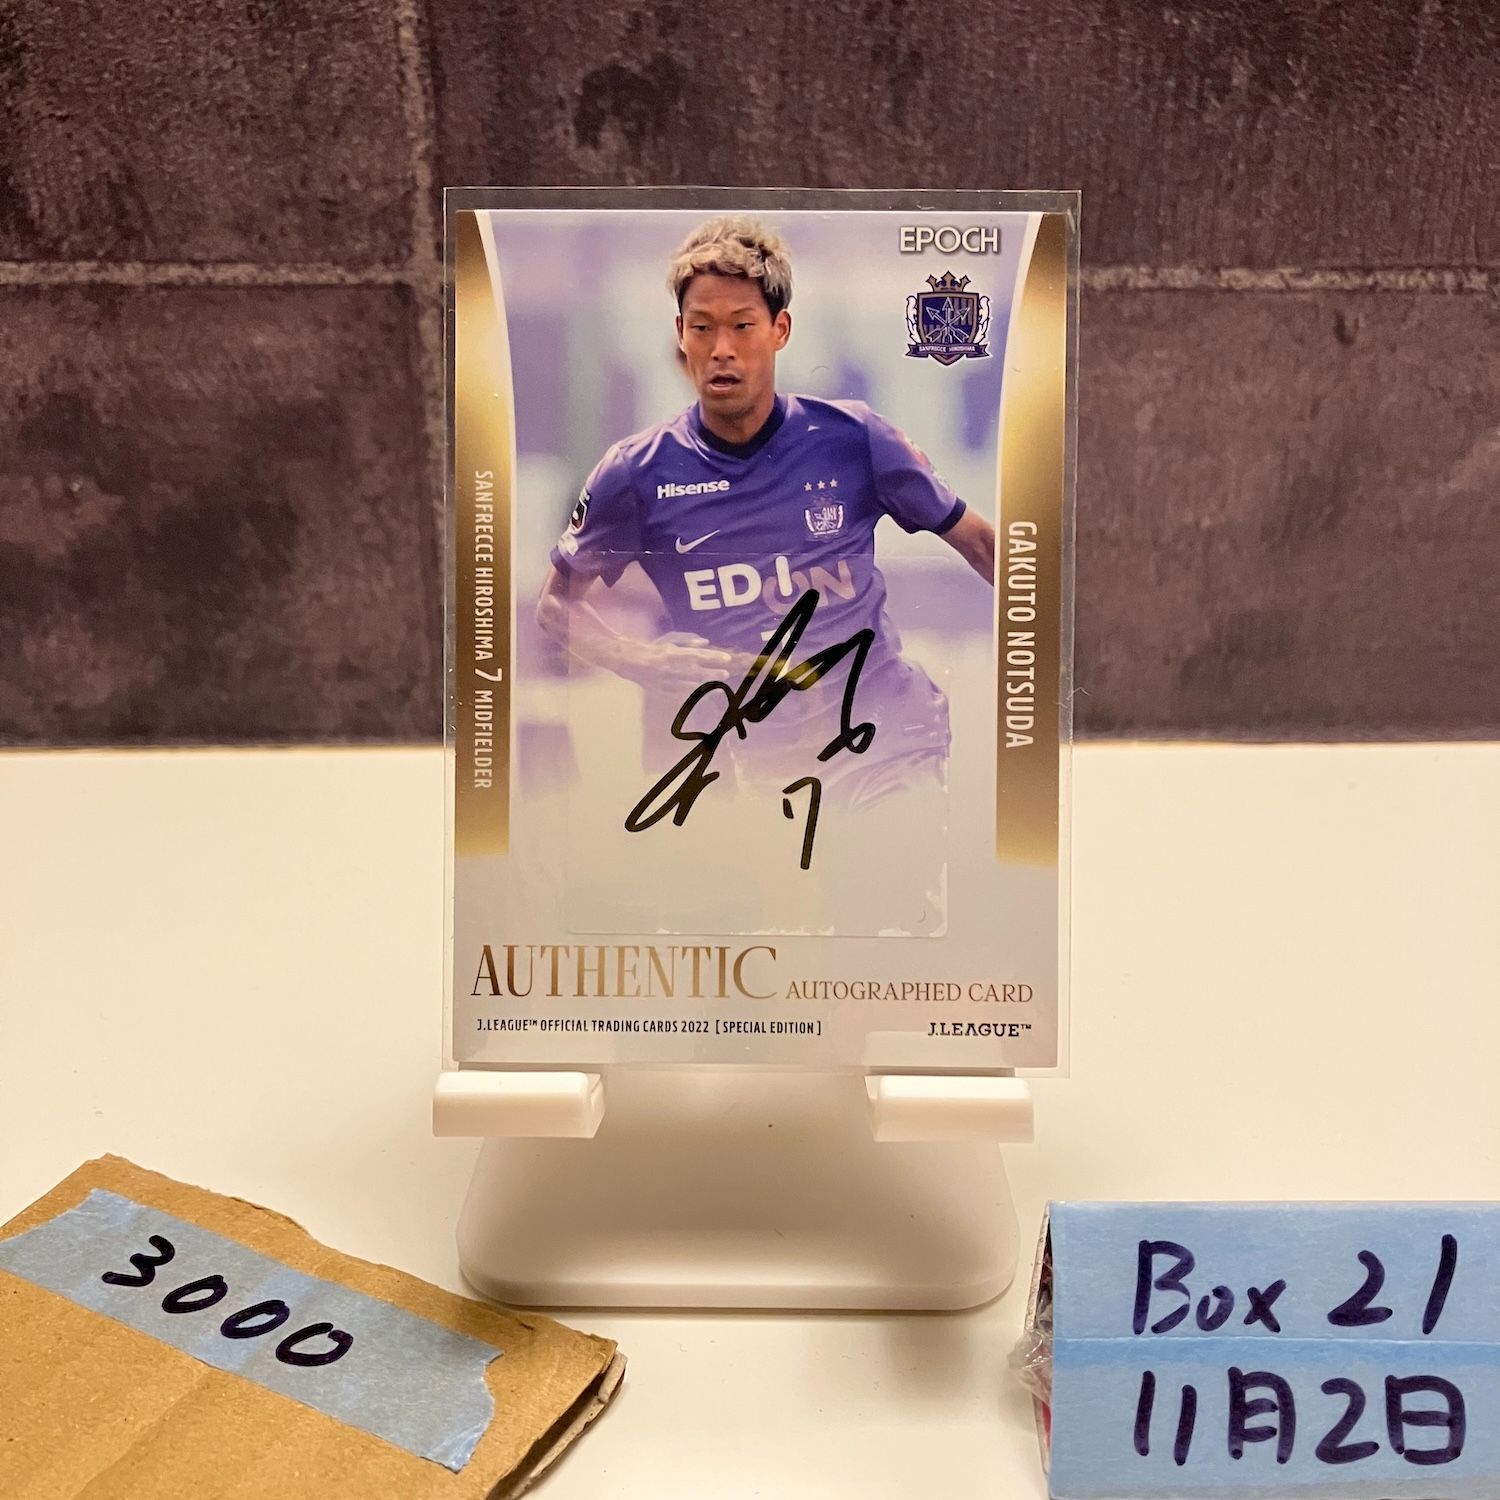 EPOCH
SANFRECCE HIROSHIMA
Hisense
EDION
SANFRECCE HIROSHIMA 7 MIDFIELDER
GAKUTO NOTSUDA
17
AUTHENTIC AUTOGRAPHED CARD
J.LEAGUE™ OFFICIAL TRADING CARDS 2022 [SPECIAL EDITION]
J.LEAGUE™
3000
Box 21
11月2日